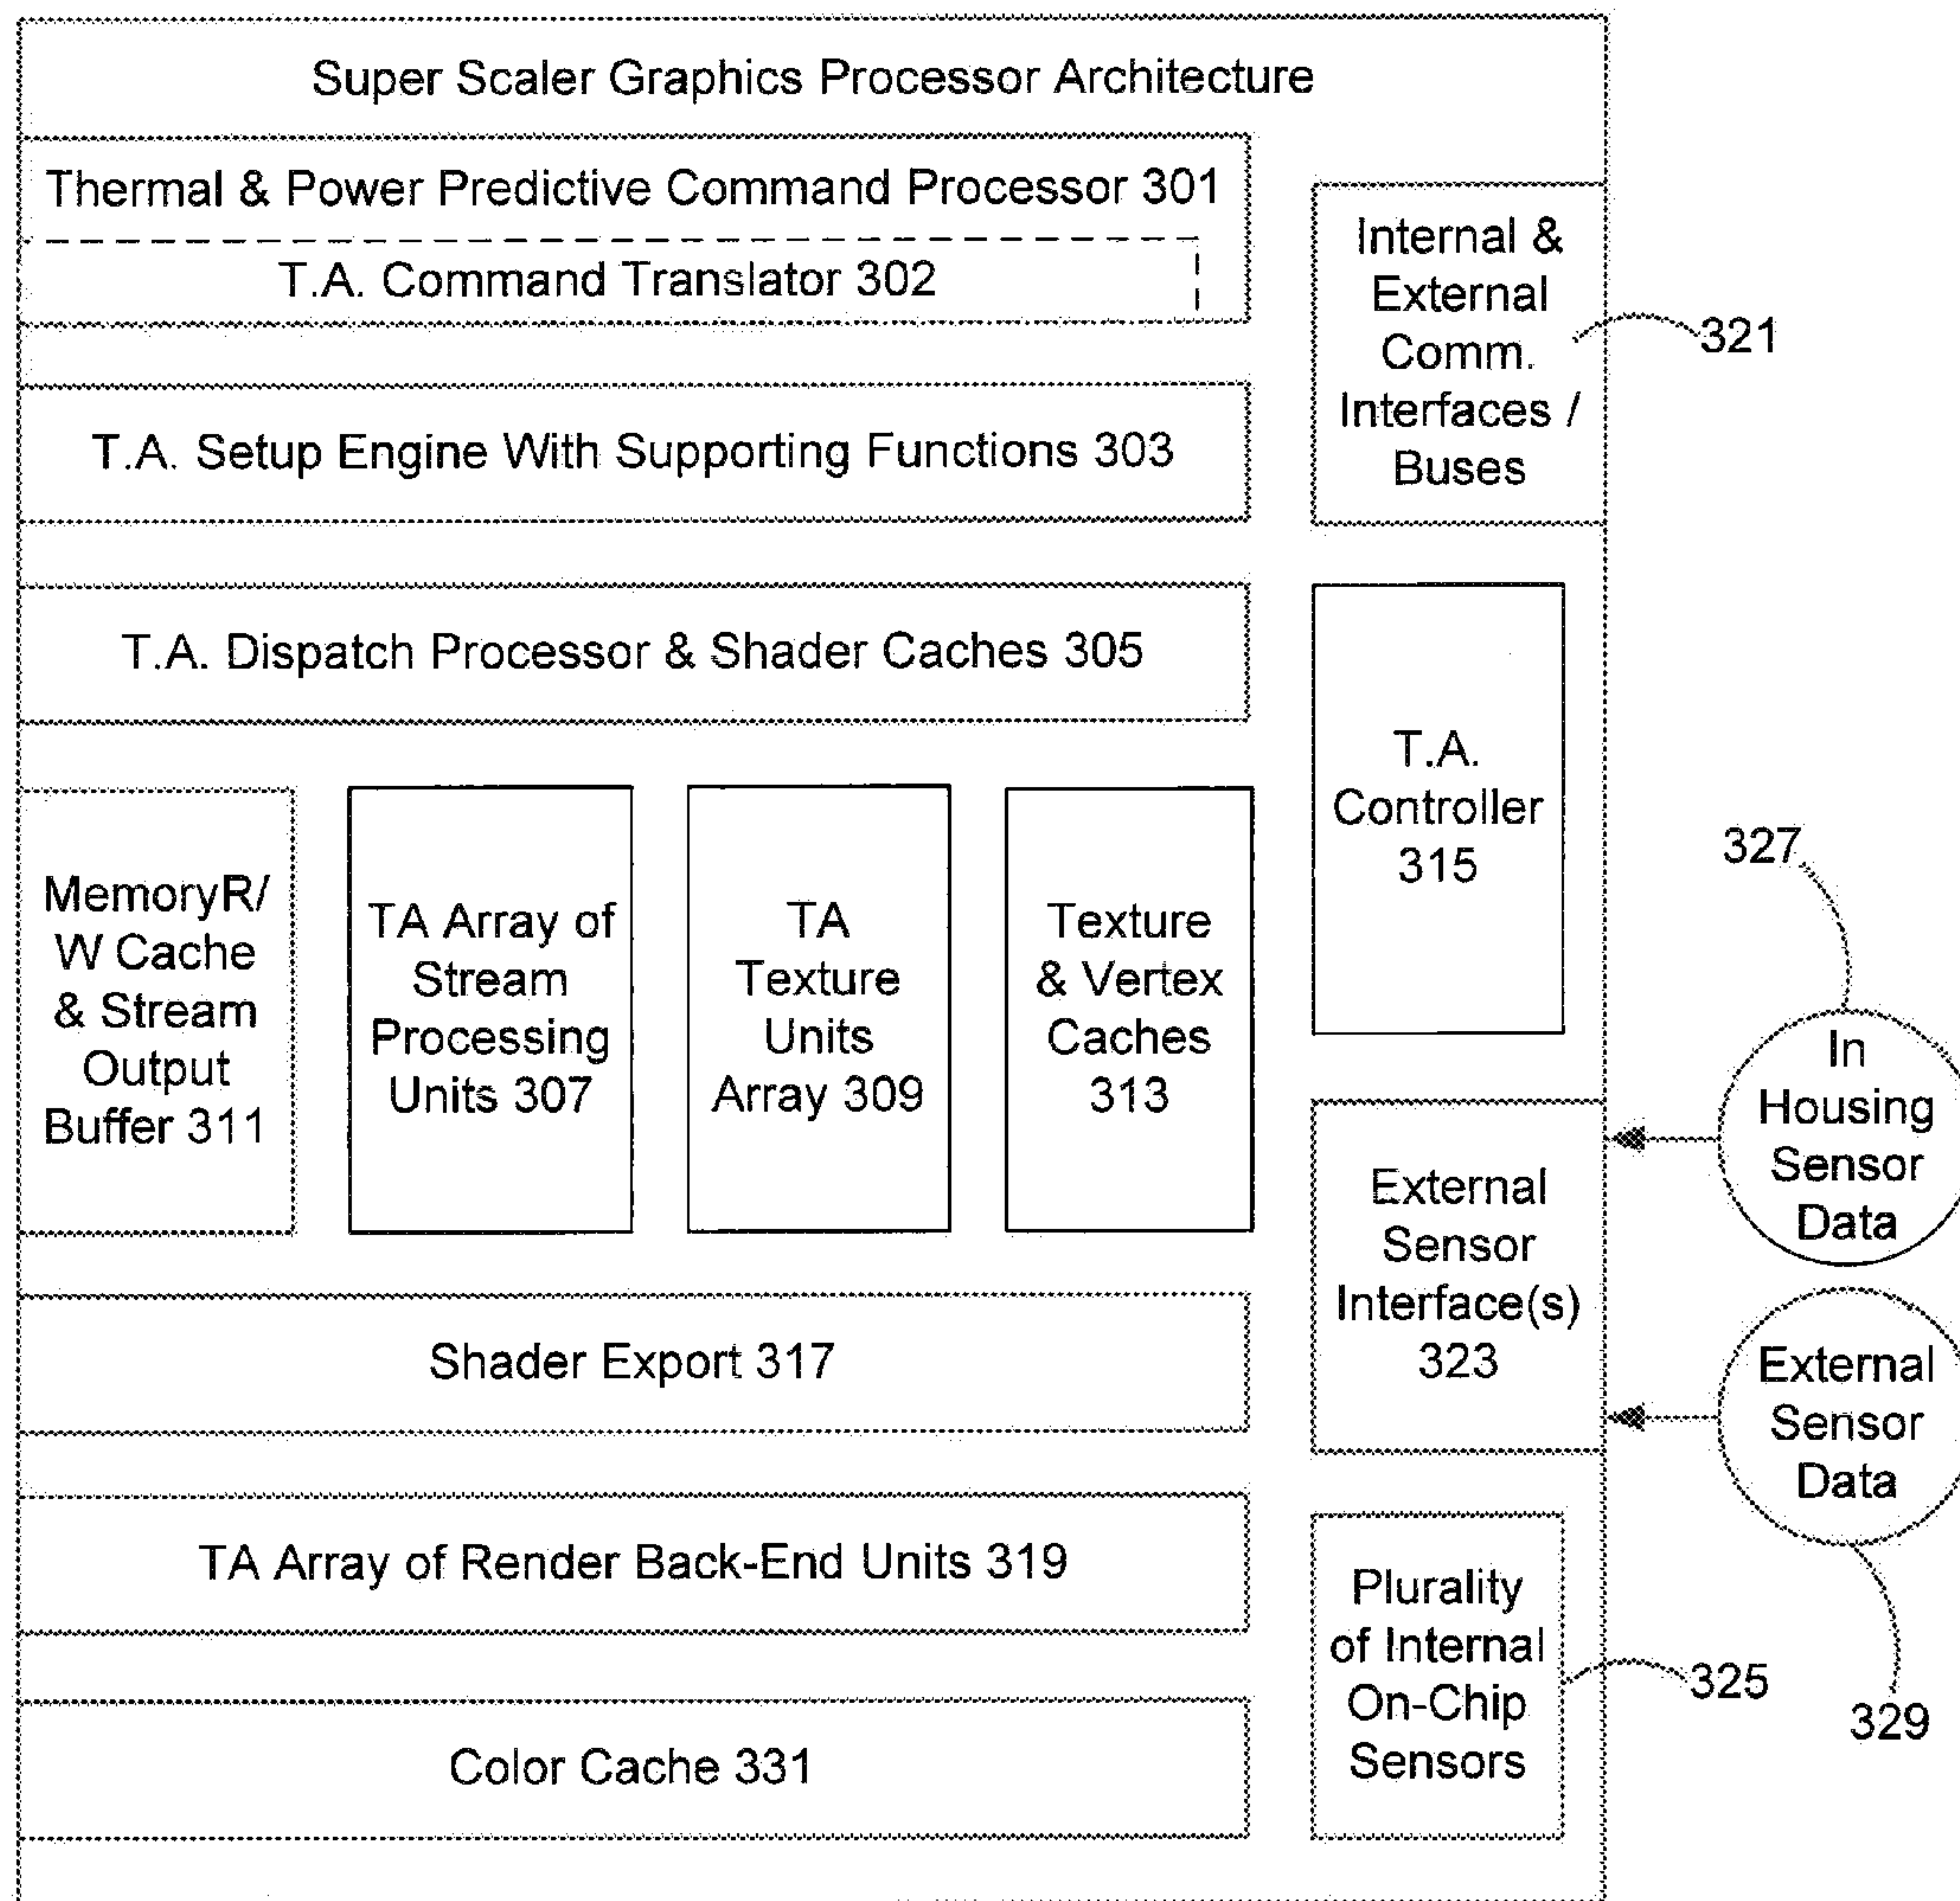 Super Scaler Graphics Processor Architecture
Thermal & Power Predictive Command Processor 301
T.A. Command Translator 302
T.A. Setup Engine With Supporting Functions 303
T.A. Dispatch Processor & Shader Caches 305
MemoryR/
W Cache
& Stream
Output
Buffer 311
TA Array of
Stream
Processing
Units 307
TA
Texture
Units
Array 309
Texture
& Vertex
Caches
313
Shader Export 317
TA Array of Render Back-End Units 319
Color Cache 331
Internal &
External
Comm.
Interfaces /
Buses
321
T.A.
Controller
315
External
Sensor
Interface(s)
323
Plurality
of Internal
On-Chip
Sensors
325
327
In
Housing
Sensor
Data
External
Sensor
Data
329